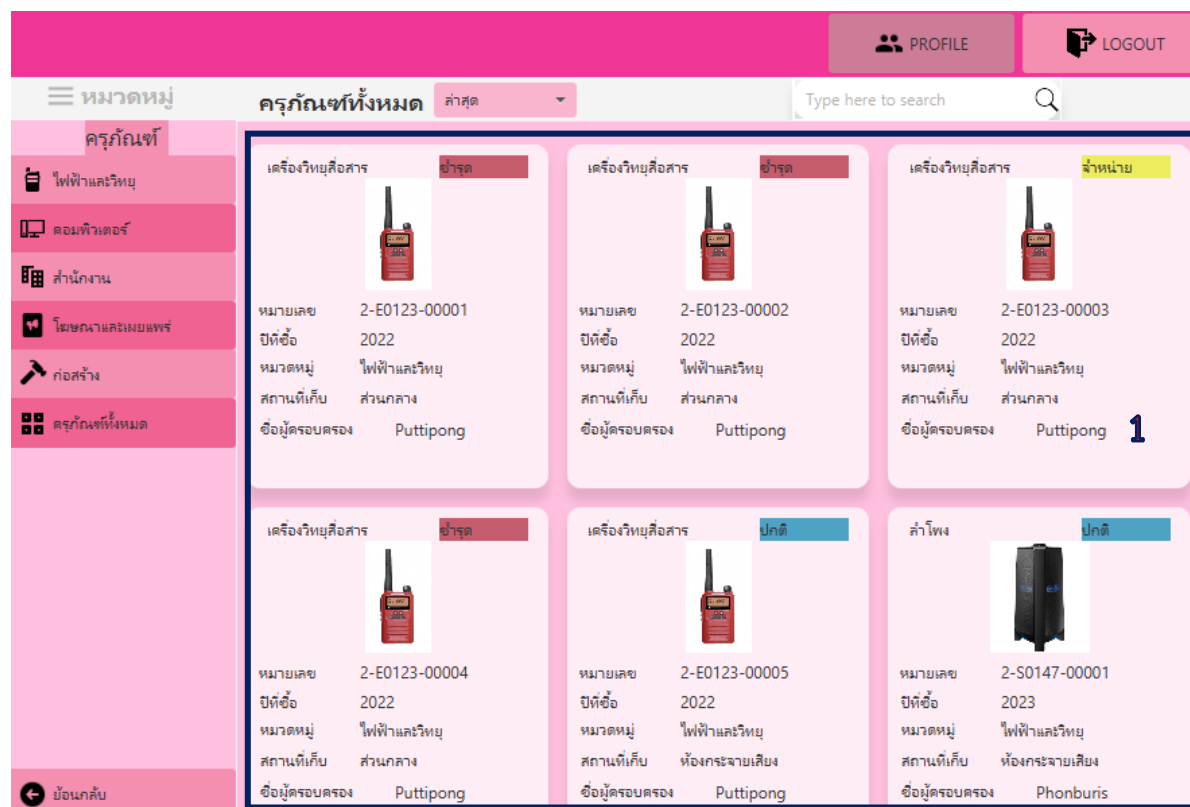 PROFILE
LOGOUT
หมวดหมู่
ครุภัณฑ์ทั้งหมด
ล่าสุด
Type here to search
ครุภัณฑ์
ไฟฟ้าและวิทยุ
คอมพิวเตอร์
สำนักงาน
โฆษณาและเผยแพร่
ก่อสร้าง
ครุภัณฑ์ทั้งหมด
ย้อนกลับ
เครื่องวิทยุสื่อสาร ชำรุด
หมายเลข 2-E0123-00001
ปีที่ซื้อ 2022
หมวดหมู่ ไฟฟ้าและวิทยุ
สถานที่เก็บ ส่วนกลาง
ชื่อผู้ครอบครอง Puttipong
เครื่องวิทยุสื่อสาร ชำรุด
หมายเลข 2-E0123-00002
ปีที่ซื้อ 2022
หมวดหมู่ ไฟฟ้าและวิทยุ
สถานที่เก็บ ส่วนกลาง
ชื่อผู้ครอบครอง Puttipong
เครื่องวิทยุสื่อสาร จำหน่าย
หมายเลข 2-E0123-00003
ปีที่ซื้อ 2022
หมวดหมู่ ไฟฟ้าและวิทยุ
สถานที่เก็บ ส่วนกลาง
ชื่อผู้ครอบครอง Puttipong
1
เครื่องวิทยุสื่อสาร ชำรุด
หมายเลข 2-E0123-00004
ปีที่ซื้อ 2022
หมวดหมู่ ไฟฟ้าและวิทยุ
สถานที่เก็บ ส่วนกลาง
ชื่อผู้ครอบครอง Puttipong
เครื่องวิทยุสื่อสาร ปกติ
หมายเลข 2-E0123-00005
ปีที่ซื้อ 2022
หมวดหมู่ ไฟฟ้าและวิทยุ
สถานที่เก็บ ห้องกระจายเสียง
ชื่อผู้ครอบครอง Puttipong
ลำโพง ปกติ
หมายเลข 2-S0147-00001
ปีที่ซื้อ 2023
หมวดหมู่ ไฟฟ้าและวิทยุ
สถานที่เก็บ ห้องกระจายเสียง
ชื่อผู้ครอบครอง Phonburis